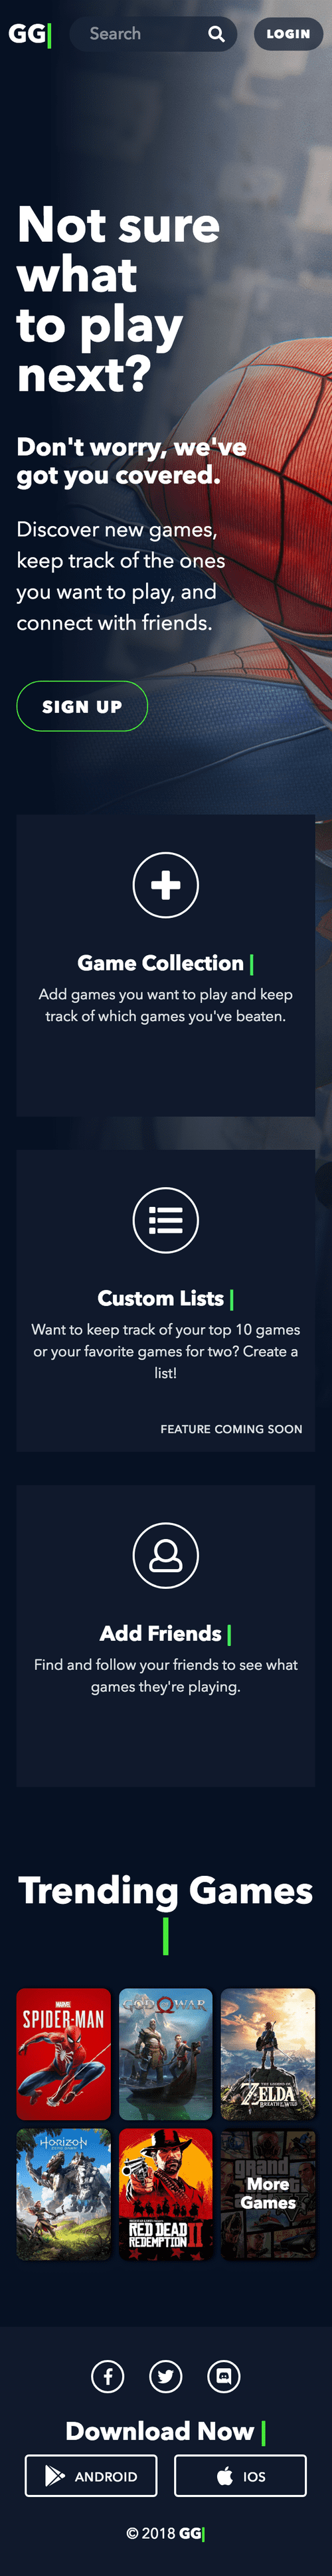 GG|
Search
LOGIN
Not sure
what
to play
next?
Don't worry, we've
got you covered.
Discover new games,
keep track of the ones
you want to play, and
connect with friends.
SIGN UP
Game Collection |
Add games you want to play and keep
track of which games you've beaten.
Custom Lists |
Want to keep track of your top 10 games
or your favorite games for two? Create a
list!
FEATURE COMING SOON
Add Friends |
Find and follow your friends to see what
games they're playing.
Trending Games
|
MARVEL
SPIDER-MAN
GOD WAR
THE LEGEND OF
ZELDA
BREATH OF THE WILD
HORIZON
RED DEAD
REDEMPTION II
grand
More
Games
Download Now |
ANDROID
IOS
© 2018 GG|